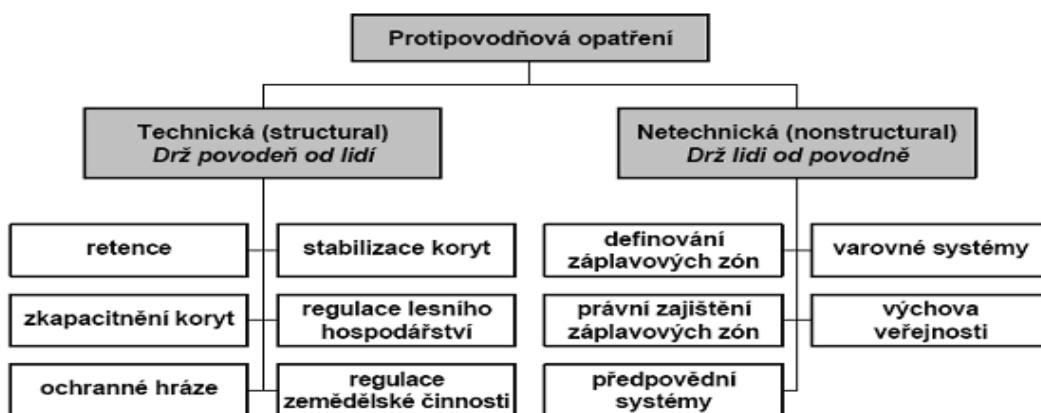 Protipovodňová opatření
Technická (structural)
Drž povodeň od lidí
Netechnická (nonstructural)
Drž lidi od povodně
retence
stabilizace koryt
definování
záplavových zón
varovné systémy
zkapacitnění koryt
regulace lesního
hospodářství
právní zajištění
záplavových zón
výchova
veřejnosti
ochranné hráze
regulace
zemědělské činnosti
předpovědní
systémy